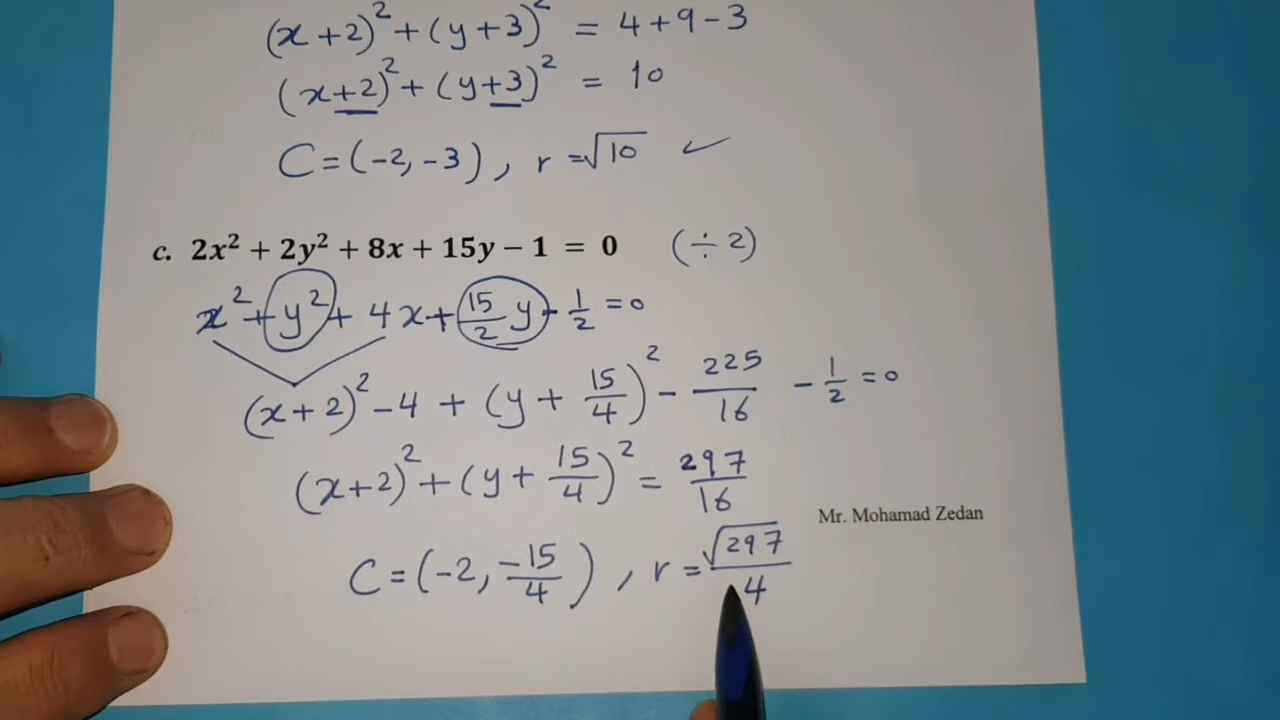 (x+2)² + (y+3)² = 4+9-3
(x+2)² + (y+3)² = 10
C = (-2, -3), r = √10 ✓
c. 2x² + 2y² + 8x + 15y − 1 = 0 (÷2)
x² + y² + 4x + 15/2 y - 1/2 = 0
(x+2)² - 4 + (y + 15/4)² - 225/16 - 1/2 = 0
(x+2)² + (y + 15/4)² = 297/16
Mr. Mohamad Zedan
C = (-2, -15/4), r = √297/4